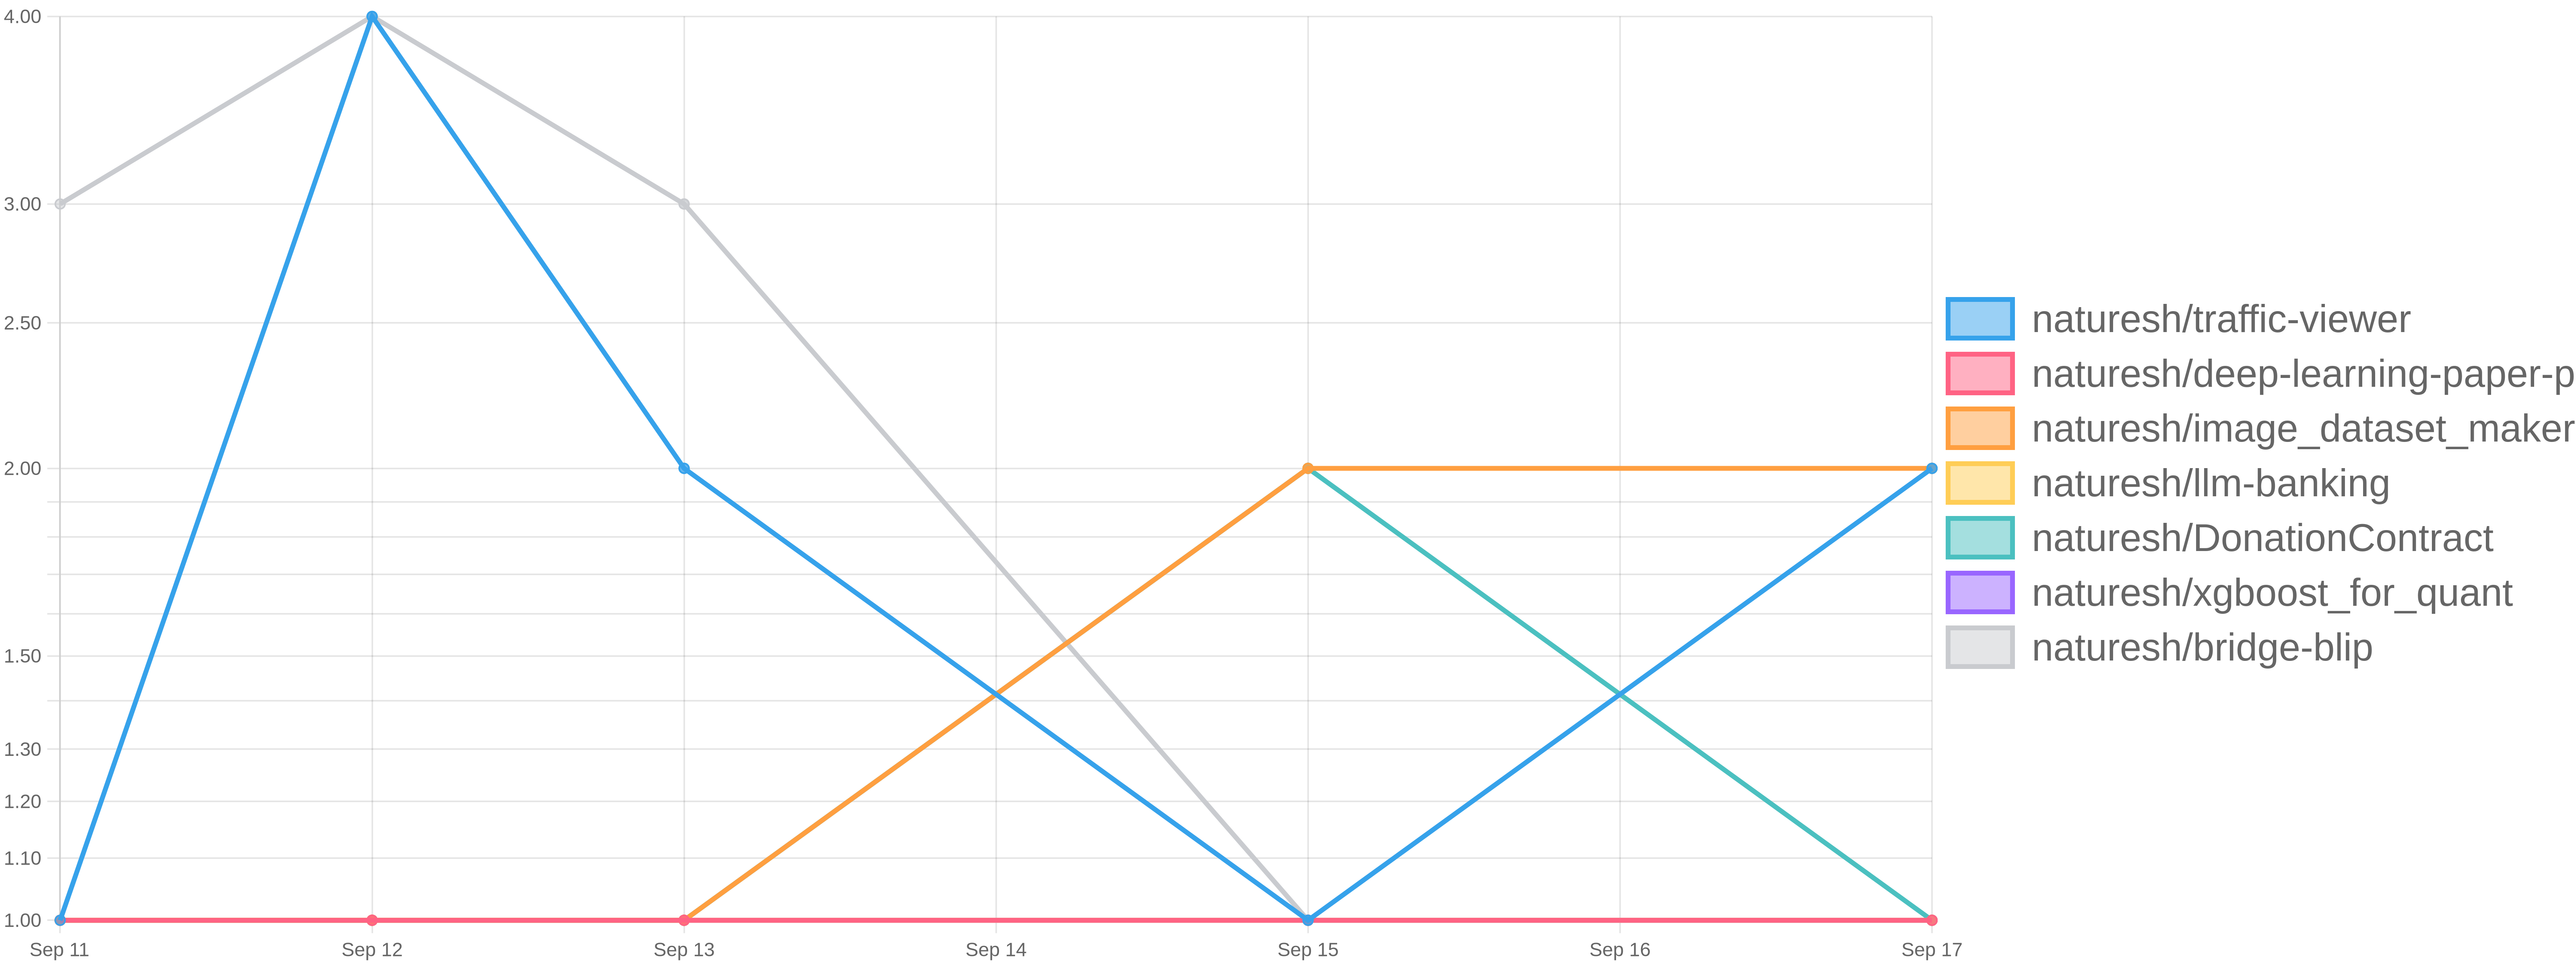 4.00
3.00
2.50
2.00
1.50
1.30
1.20
1.10
1.00
Sep 11 Sep 12 Sep 13 Sep 14 Sep 15 Sep 16 Sep 17
naturesh/traffic-viewer
naturesh/deep-learning-paper-p
naturesh/image_dataset_maker
naturesh/llm-banking
naturesh/DonationContract
naturesh/xgboost_for_quant
naturesh/bridge-blip